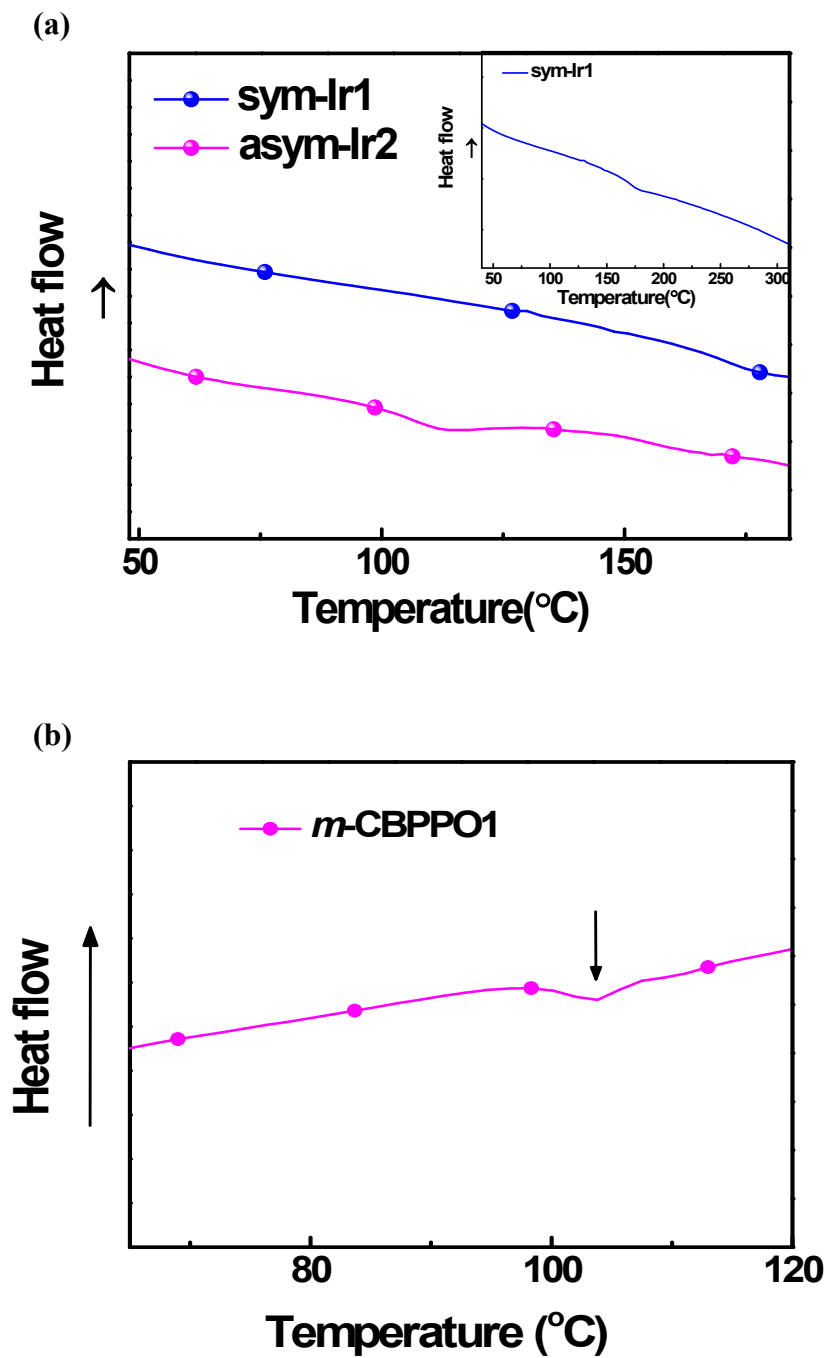 (a)
sym-Ir1
asym-Ir2
Heat flow
→
50
100
150
Temperature(°C)
sym-Ir1
Heat flow
→
50
100
150
200
250
300
Temperature(°C)
(b)
m-CBPPO1
Heat flow
80
100
120
Temperature (°C)